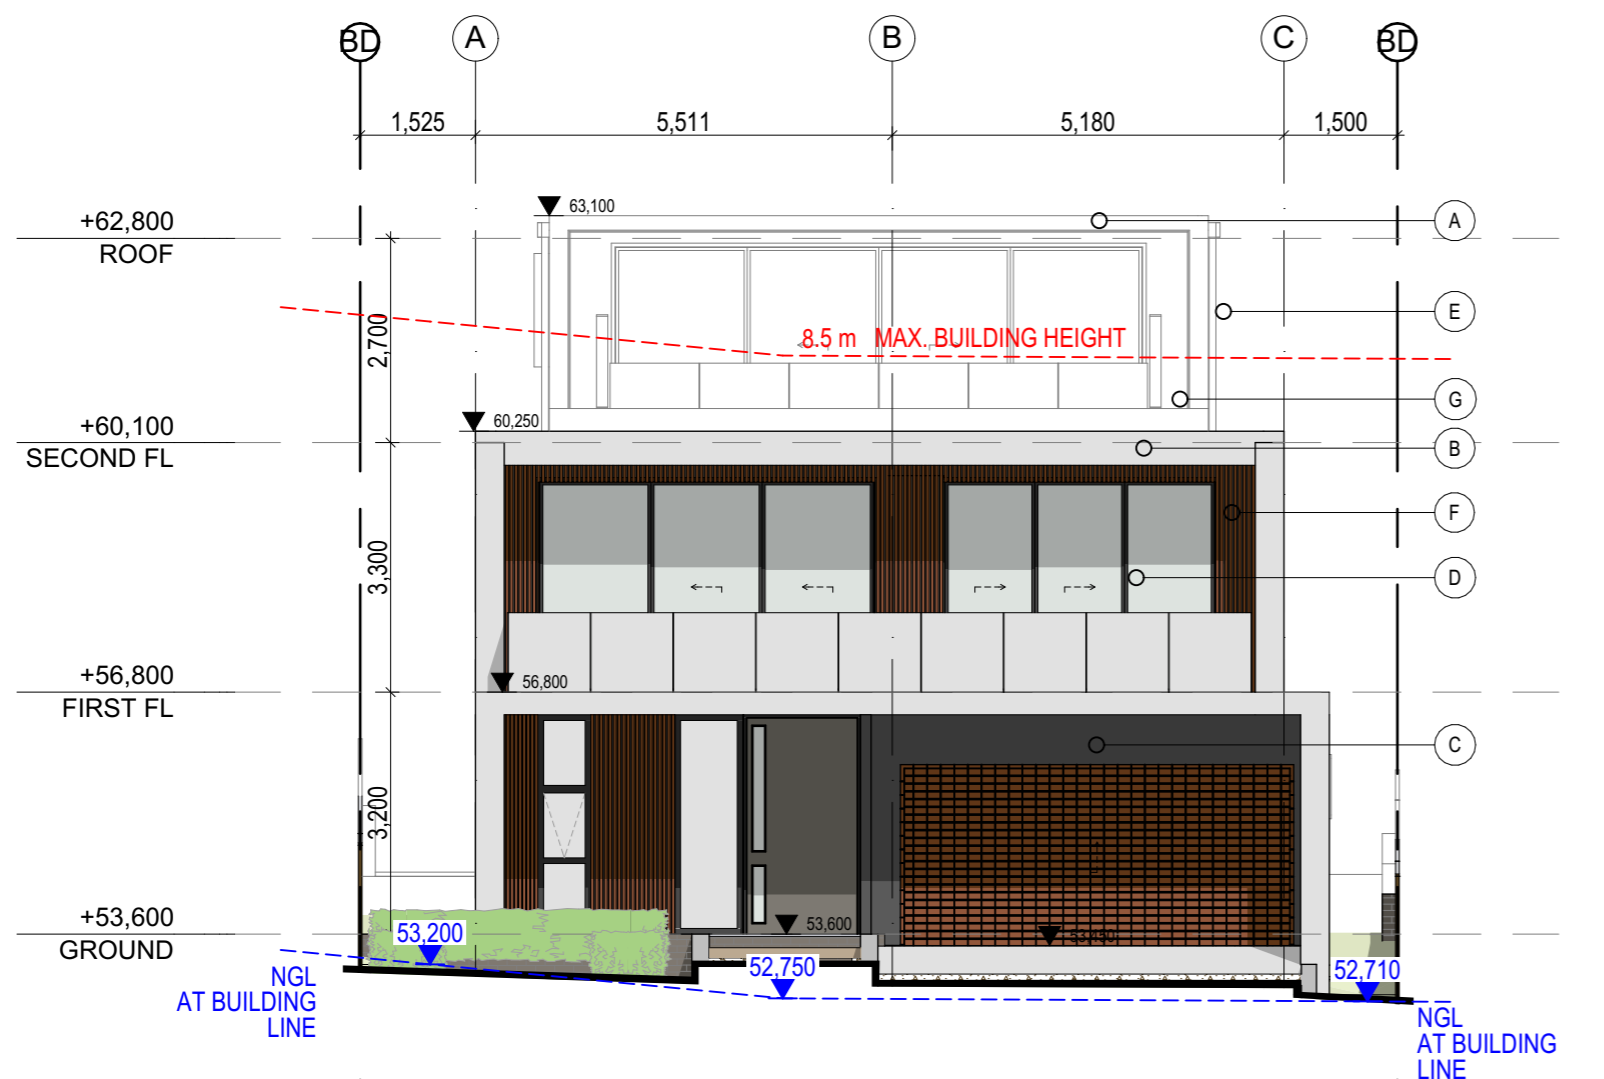 BD
A
B
C
BD
1,525
5,511
5,180
1,500
63,100
A
+62,800
ROOF
E
2,700
8.5 m MAX. BUILDING HEIGHT
G
60,250
+60,100
SECOND FL
B
F
3,300
D
+56,800
FIRST FL
56,800
C
3,200
+53,600
GROUND
53,200
53,600
53,450
52,750
52,710
NGL
AT BUILDING
LINE
NGL
AT BUILDING
LINE